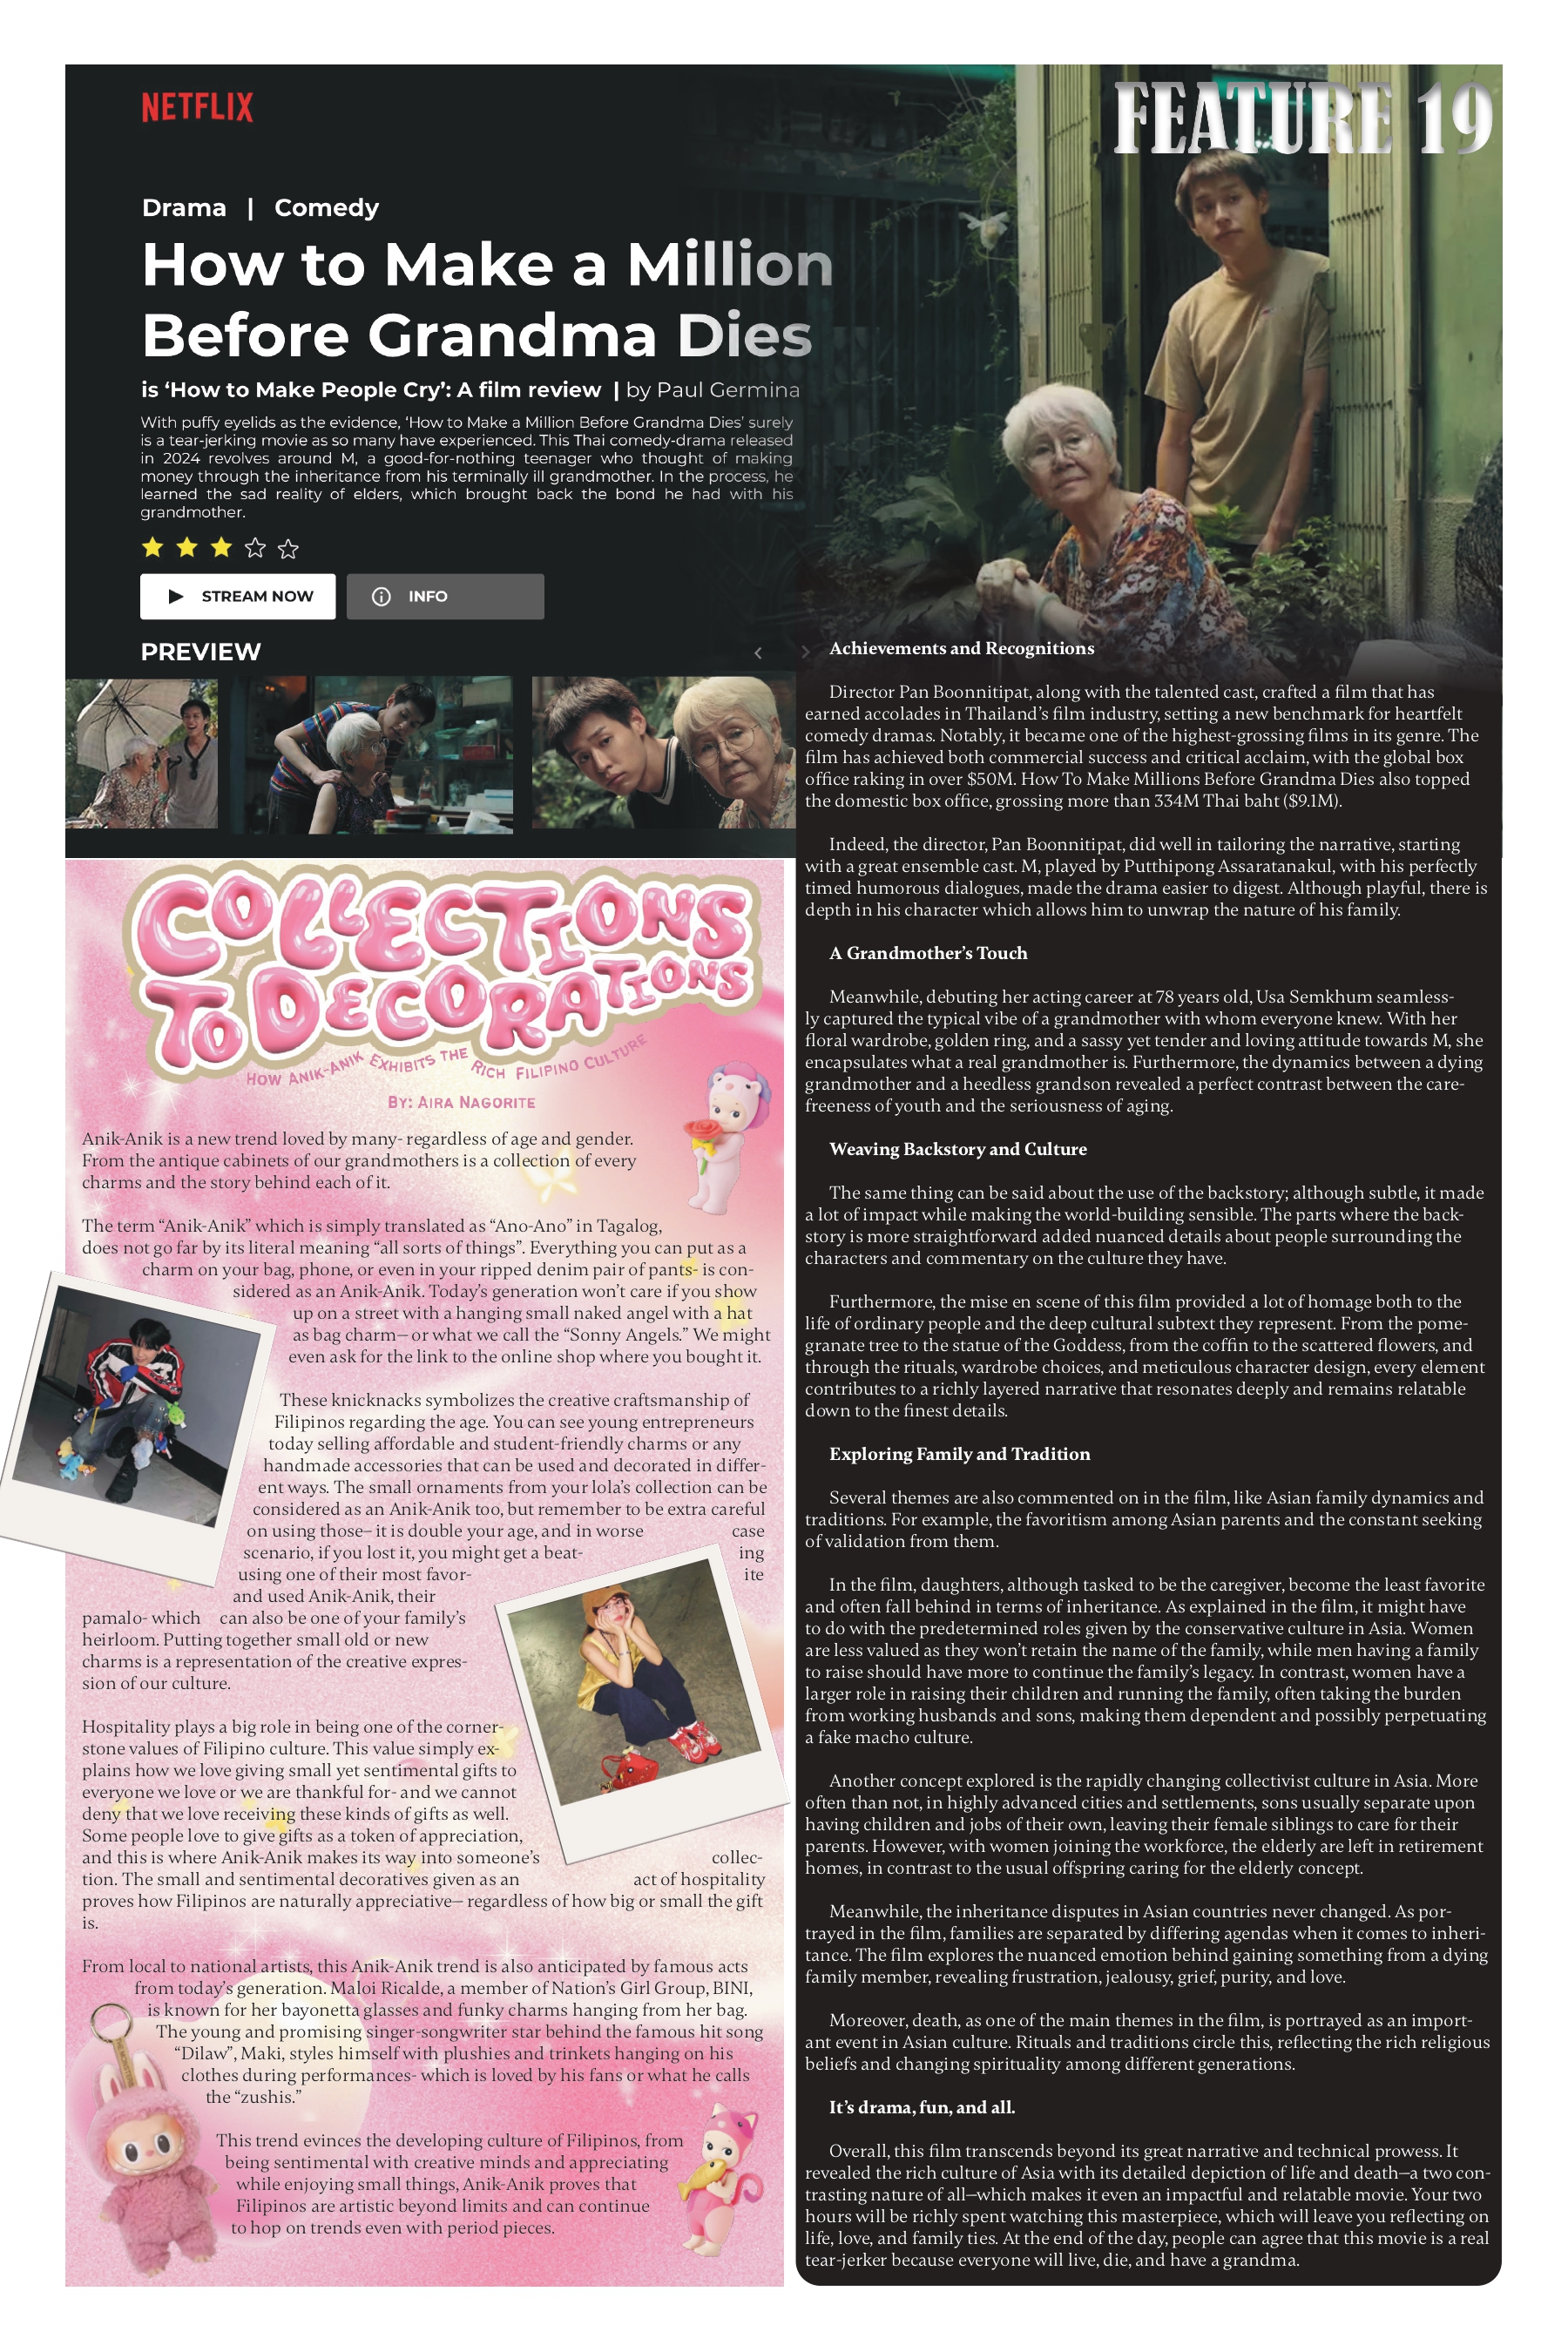 NETFLIX
FEATURE 19
Drama | Comedy
How to Make a Million
Before Grandma Dies
is ‘How to Make People Cry’: A film review | by Paul Germina
With puffy eyelids as the evidence, ‘How to Make a Million Before Grandma Dies’ surely
is a tear-jerking movie as so many have experienced. This Thai comedy-drama released
in 2024 revolves around M, a good-for-nothing teenager who thought of making
money through the inheritance from his terminally ill grandmother. In the process, he
learned the sad reality of elders, which brought back the bond he had with his
grandmother.
STREAM NOW
INFO
PREVIEW
Achievements and Recognitions
Director Pan Boonnitipat, along with the talented cast, crafted a film that has
earned accolades in Thailand’s film industry, setting a new benchmark for heartfelt
comedy dramas. Notably, it became one of the highest-grossing films in its genre. The
film has achieved both commercial success and critical acclaim, with the global box
office raking in over $50M. How To Make Millions Before Grandma Dies also topped
the domestic box office, grossing more than 334M Thai baht ($9.1M).
Indeed, the director, Pan Boonnitipat, did well in tailoring the narrative, starting
with a great ensemble cast. M, played by Putthipong Assaratanakul, with his perfectly
timed humorous dialogues, made the drama easier to digest. Although playful, there is
depth in his character which allows him to unwrap the nature of his family.
A Grandmother’s Touch
Meanwhile, debuting her acting career at 78 years old, Usa Semkhum seamless-
ly captured the typical vibe of a grandmother with whom everyone knew. With her
floral wardrobe, golden ring, and a sassy yet tender and loving attitude towards M, she
encapsulates what a real grandmother is. Furthermore, the dynamics between a dying
grandmother and a heedless grandson revealed a perfect contrast between the care-
freeness of youth and the seriousness of aging.
Weaving Backstory and Culture
The same thing can be said about the use of the backstory; although subtle, it made
a lot of impact while making the world-building sensible. The parts where the back-
story is more straightforward added nuanced details about people surrounding the
characters and commentary on the culture they have.
Furthermore, the mise en scene of this film provided a lot of homage both to the
life of ordinary people and the deep cultural subtext they represent. From the pome-
granate tree to the statue of the Goddess, from the coffin to the scattered flowers, and
through the rituals, wardrobe choices, and meticulous character design, every element
contributes to a richly layered narrative that resonates deeply and remains relatable
down to the finest details.
Exploring Family and Tradition
Several themes are also commented on in the film, like Asian family dynamics and
traditions. For example, the favoritism among Asian parents and the constant seeking
of validation from them.
In the film, daughters, although tasked to be the caregiver, become the least favorite
and often fall behind in terms of inheritance. As explained in the film, it might have
to do with the predetermined roles given by the conservative culture in Asia. Women
are less valued as they won’t retain the name of the family, while men having a family
to raise should have more to continue the family’s legacy. In contrast, women have a
larger role in raising their children and running the family, often taking the burden
from working husbands and sons, making them dependent and possibly perpetuating
a fake macho culture.
Another concept explored is the rapidly changing collectivist culture in Asia. More
often than not, in highly advanced cities and settlements, sons usually separate upon
having children and jobs of their own, leaving their female siblings to care for their
parents. However, with women joining the workforce, the elderly are left in retirement
homes, in contrast to the usual offspring caring for the elderly concept.
Meanwhile, the inheritance disputes in Asian countries never changed. As por-
trayed in the film, families are separated by differing agendas when it comes to inheri-
tance. The film explores the nuanced emotion behind gaining something from a dying
family member, revealing frustration, jealousy, grief, purity, and love.
Moreover, death, as one of the main themes in the film, is portrayed as an import-
ant event in Asian culture. Rituals and traditions circle this, reflecting the rich religious
beliefs and changing spirituality among different generations.
It’s drama, fun, and all.
Overall, this film transcends beyond its great narrative and technical prowess. It
revealed the rich culture of Asia with its detailed depiction of life and death—a two con-
trasting nature of all—which makes it even an impactful and relatable movie. Your two
hours will be richly spent watching this masterpiece, which will leave you reflecting on
life, love, and family ties. At the end of the day, people can agree that this movie is a real
tear-jerker because everyone will live, die, and have a grandma.
COLLECTIONS
TO DECORATIONS
HOW ANIK-ANIK EXHIBITS THE RICH FILIPINO CULTURE
BY: AIRA NAGORITE
Anik-Anik is a new trend loved by many- regardless of age and gender.
From the antique cabinets of our grandmothers is a collection of every
charms and the story behind each of it.
The term “Anik-Anik” which is simply translated as “Ano-Ano” in Tagalog,
does not go far by its literal meaning “all sorts of things”. Everything you can put as a
charm on your bag, phone, or even in your ripped denim pair of pants- is con-
sidered as an Anik-Anik. Today’s generation won’t care if you show
up on a street with a hanging small naked angel with a hat
as bag charm— or what we call the “Sonny Angels.” We might
even ask for the link to the online shop where you bought it.
These knicknacks symbolizes the creative craftsmanship of
Filipinos regarding the age. You can see young entrepreneurs
today selling affordable and student-friendly charms or any
handmade accessories that can be used and decorated in differ-
ent ways. The small ornaments from your lola’s collection can be
considered as an Anik-Anik too, but remember to be extra careful
on using those— it is double your age, and in worse case
scenario, if you lost it, you might get a beat- ing
using one of their most favor- ite
and used Anik-Anik, their
pamalo- which can also be one of your family’s
heirloom. Putting together small old or new
charms is a representation of the creative expres-
sion of our culture.
Hospitality plays a big role in being one of the corner-
stone values of Filipino culture. This value simply ex-
plains how we love giving small yet sentimental gifts to
everyone we love or we are thankful for- and we cannot
deny that we love receiving these kinds of gifts as well.
Some people love to give gifts as a token of appreciation,
and this is where Anik-Anik makes its way into someone’s collec-
tion. The small and sentimental decoratives given as an act of hospitality
proves how Filipinos are naturally appreciative— regardless of how big or small the gift
is.
From local to national artists, this Anik-Anik trend is also anticipated by famous acts
from today’s generation. Maloi Ricalde, a member of Nation’s Girl Group, BINI,
is known for her bayonetta glasses and funky charms hanging from her bag.
The young and promising singer-songwriter star behind the famous hit song
“Dilaw”, Maki, styles himself with plushies and trinkets hanging on his
clothes during performances- which is loved by his fans or what he calls
the “zushis.”
This trend evinces the developing culture of Filipinos, from
being sentimental with creative minds and appreciating
while enjoying small things, Anik-Anik proves that
Filipinos are artistic beyond limits and can continue
to hop on trends even with period pieces.